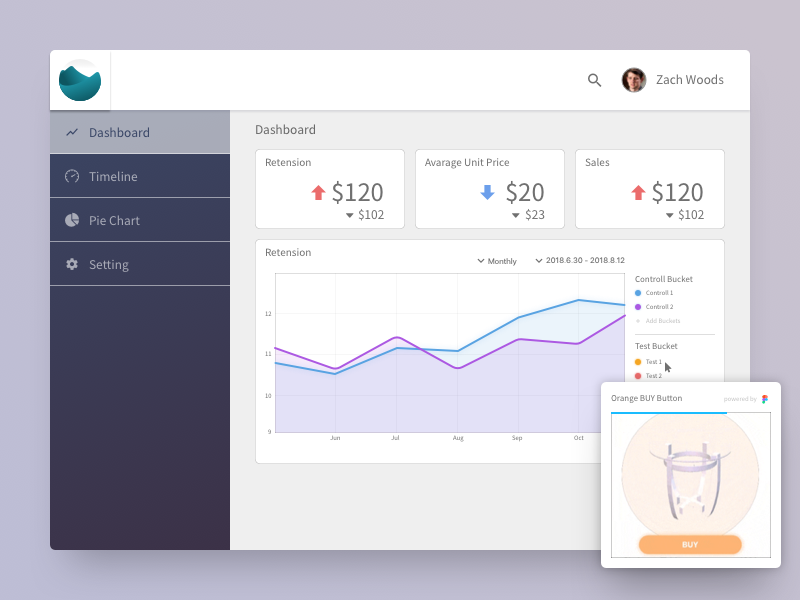 Zach Woods
Dashboard
Timeline
Pie Chart
Setting
Dashboard
Retension
$120
$102
Avarage Unit Price
$20
$23
Sales
$120
$102
Retension
Monthly
2018.6.30 - 2018.8.12
12
11
10
9
Jun
Jul
Aug
Sep
Oct
Controll Bucket
Controll 1
Controll 2
+ Add Buckets
Test Bucket
Test 1
Test 2
Orange BUY Button
powered by
BUY